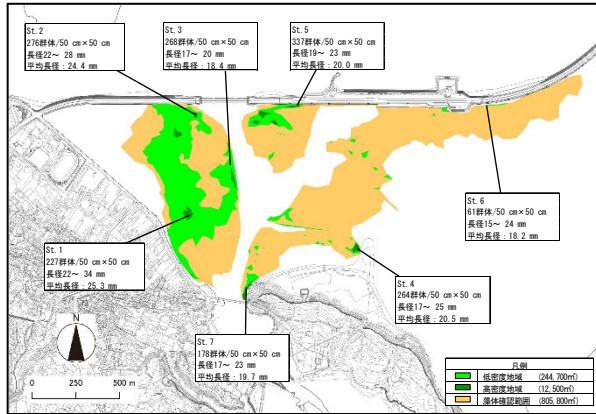 St. 2
276群体/50 cm×50 cm
長径22～ 28 mm
平均長径:24.4 mm
St. 3
268群体/50 cm×50 cm
長径17～ 20 mm
平均長径:18.4 mm
St. 5
337群体/50 cm×50 cm
長径19～ 23 mm
平均長径:20.0 mm
St. 6
61群体/50 cm×50 cm
長径15～ 24 mm
平均長径:18.2 mm
St. 1
227群体/50 cm×50 cm
長径22～ 34 mm
平均長径:25.3 mm
St. 4
264群体/50 cm×50 cm
長径17～ 25 mm
平均長径:20.5 mm
St. 7
178群体/50 cm×50 cm
長径17～ 23 mm
平均長径:19.7 mm
N
0 250 500 m
凡例
低密度地域 (244,700㎡)
高密度地域 (12,500㎡)
藻体確認範囲 (805,800㎡)